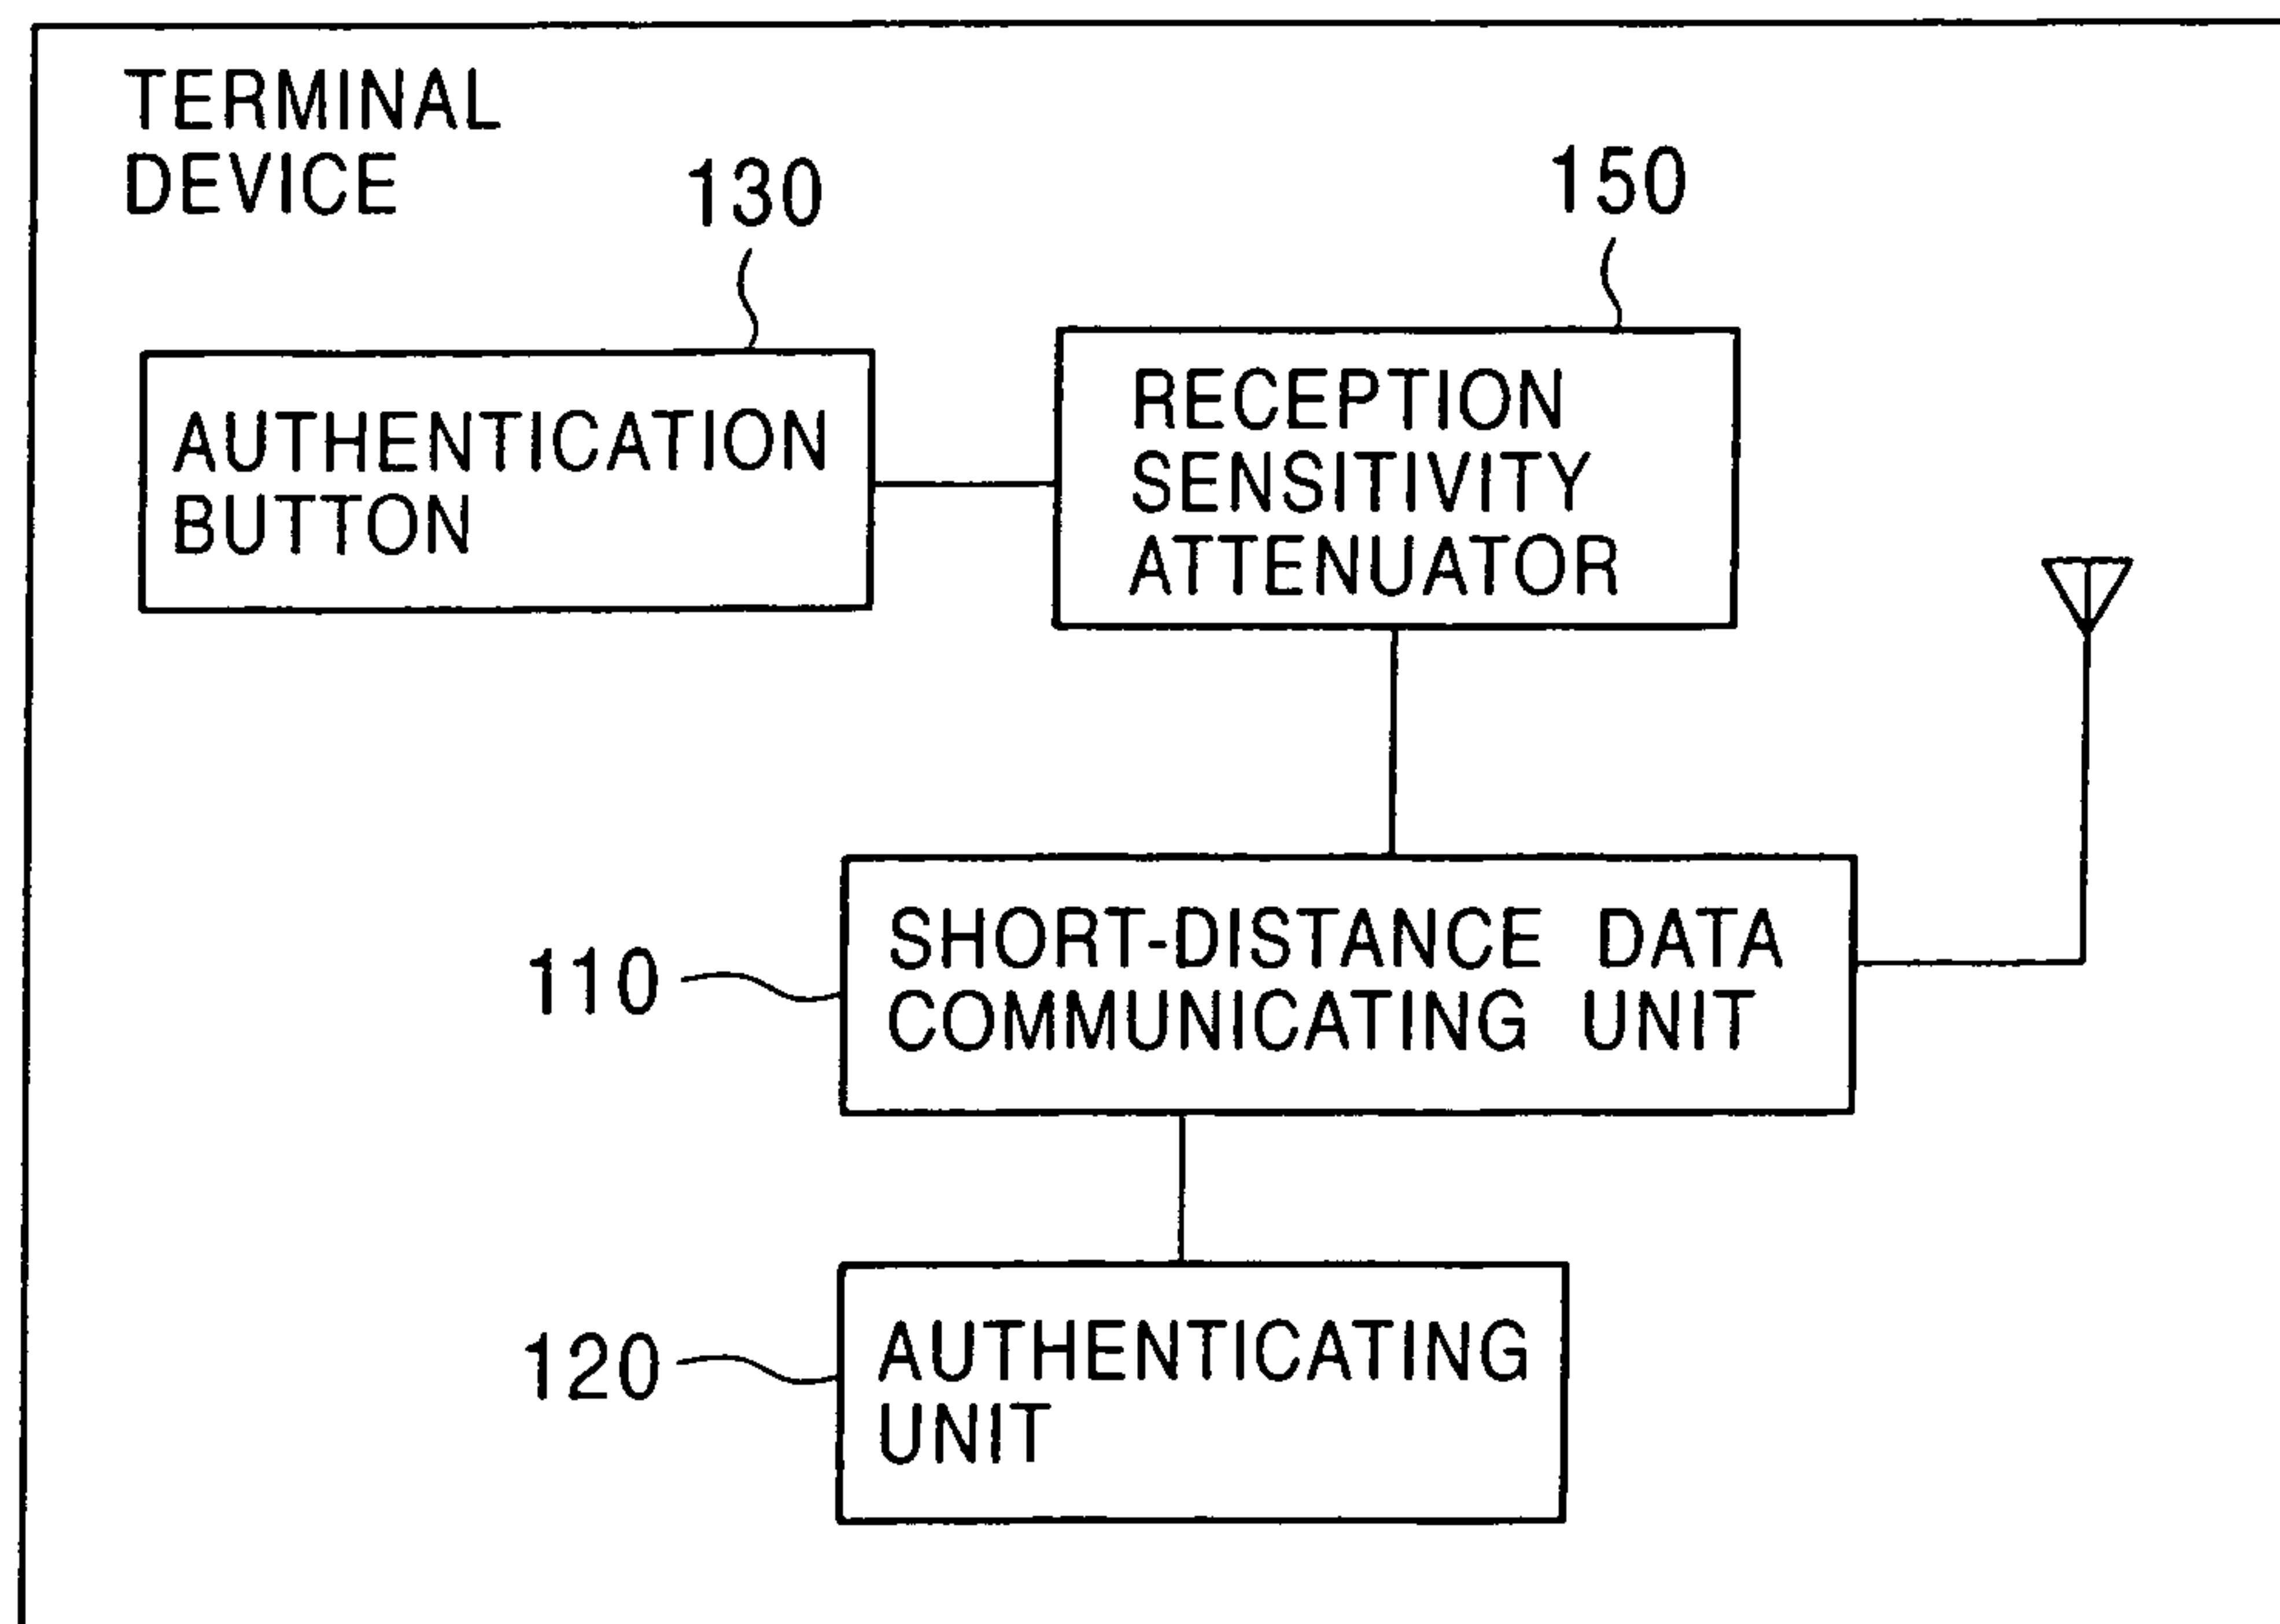 TERMINAL
DEVICE
130
150
AUTHENTICATION
BUTTON
RECEPTION
SENSITIVITY
ATTENUATOR
110
SHORT-DISTANCE DATA
COMMUNICATING UNIT
120
AUTHENTICATING
UNIT